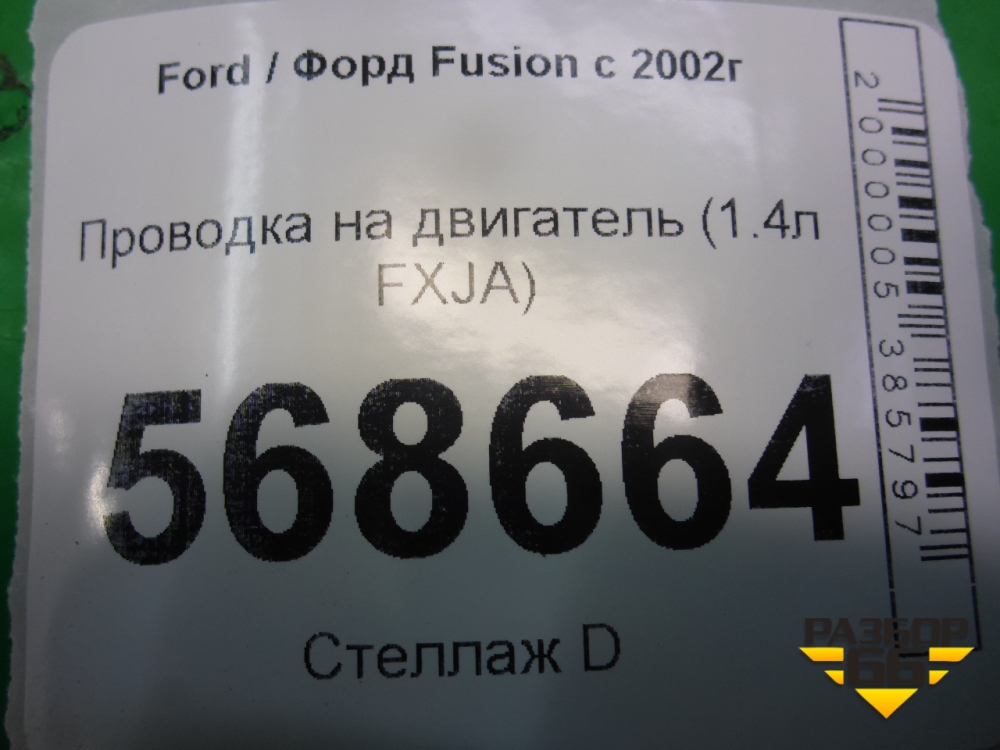 Ford / Форд Fusion с 2002г
Проводка на двигатель (1.4л
FXJA)
568664
Стеллаж D
2000005385797
РАЗБОР
66